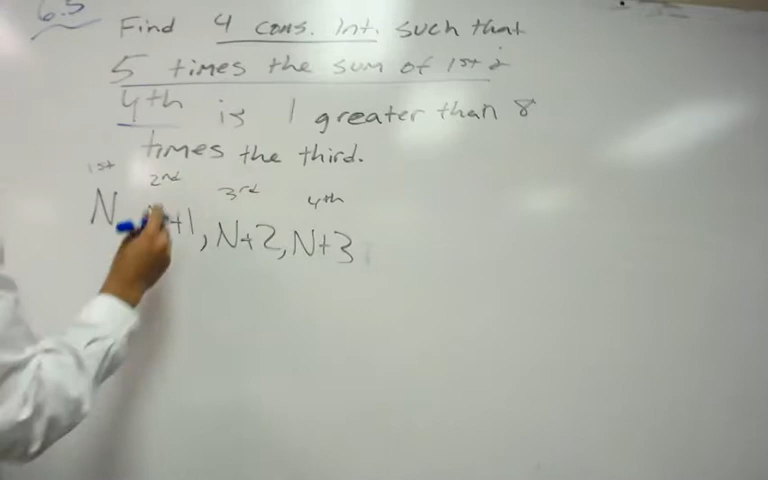 6.5 Find 4 cons. Int. such that
5 times the sum of 1st &
4th is 1 greater than 8
times the third.
1st 2nd 3rd 4th
N, +1, N+2, N+3